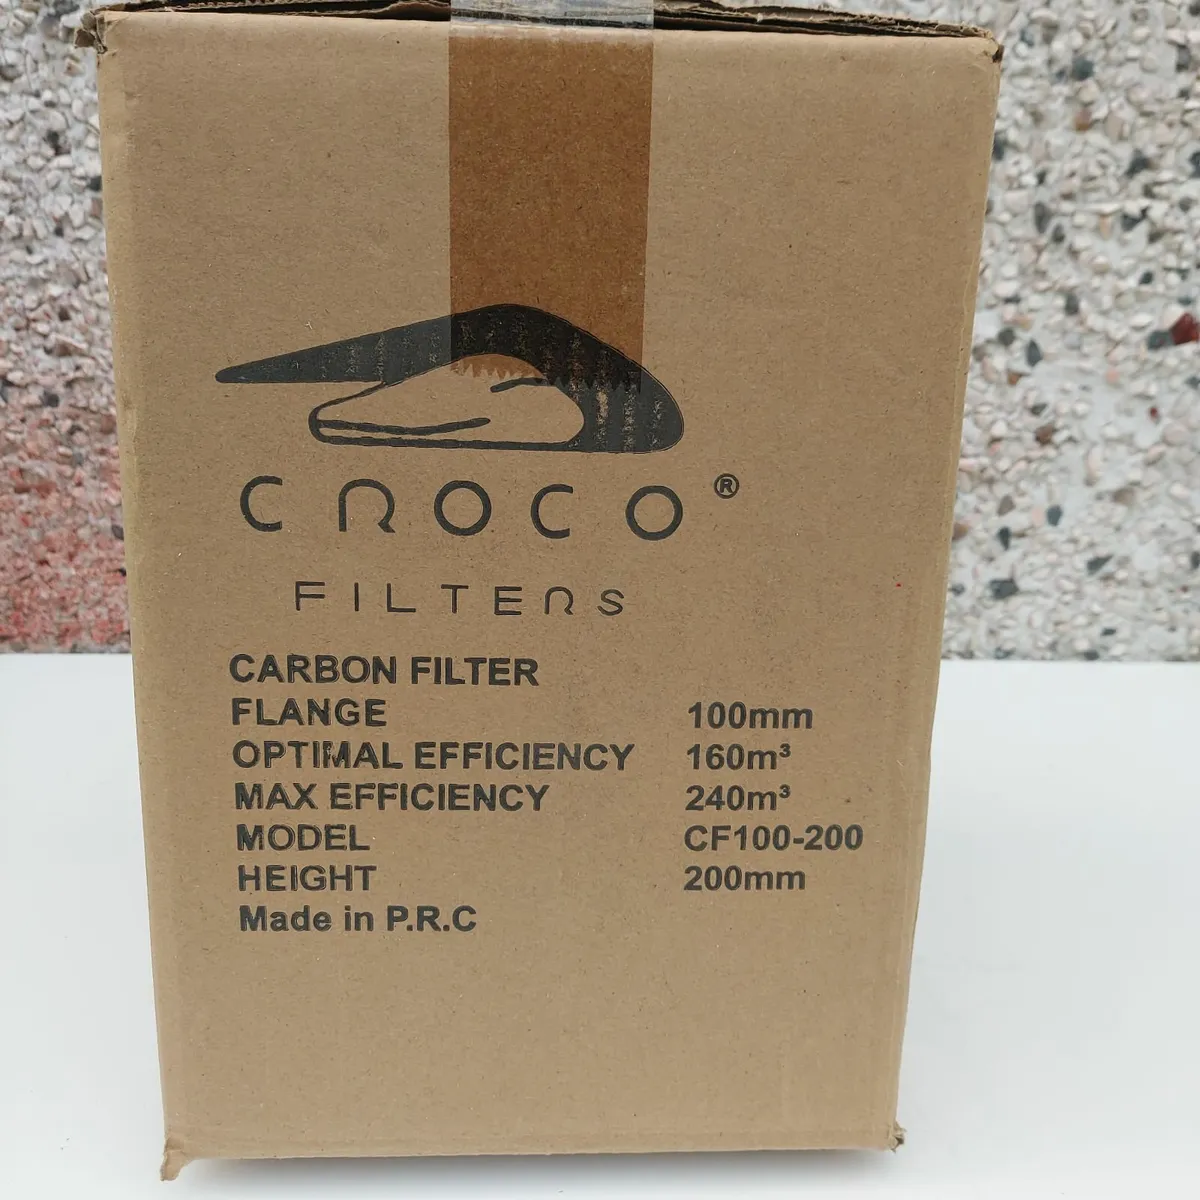 CROCO®
FILTERS
CARBON FILTER
FLANGE 100mm
OPTIMAL EFFICIENCY 160m³
MAX EFFICIENCY 240m³
MODEL CF100-200
HEIGHT 200mm
Made in P.R.C